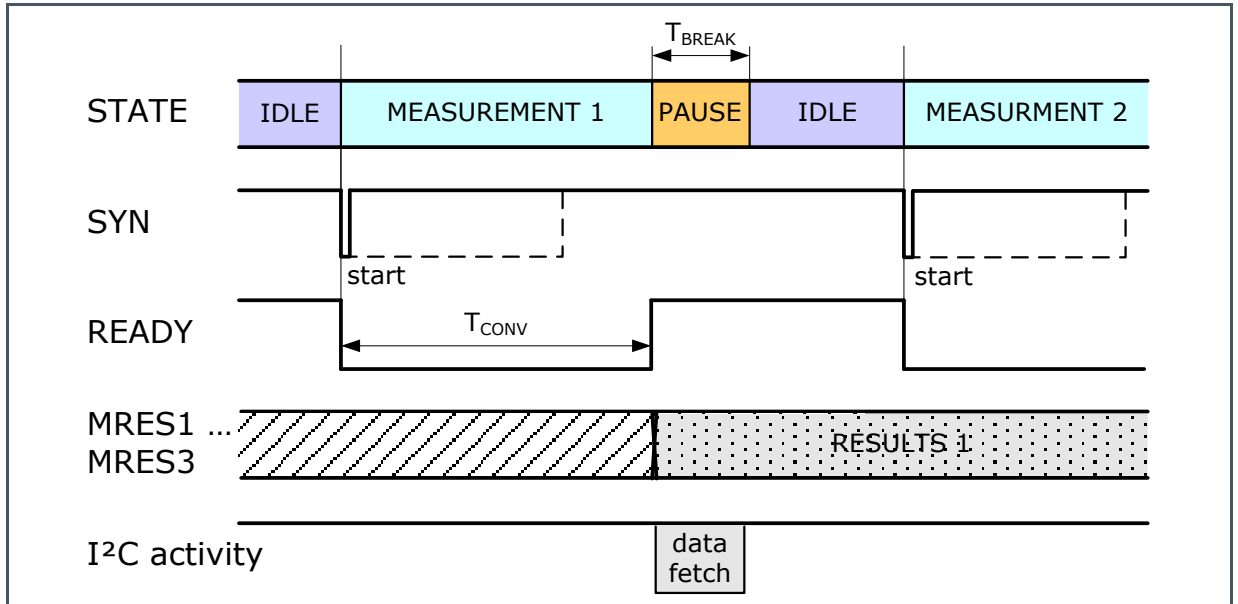 T_BREAK
STATE IDLE MEASUREMENT 1 PAUSE IDLE MEASURMENT 2
SYN
start start
READY T_CONV
MRES1 ...
MRES3
RESULTS 1
I²C activity
data
fetch